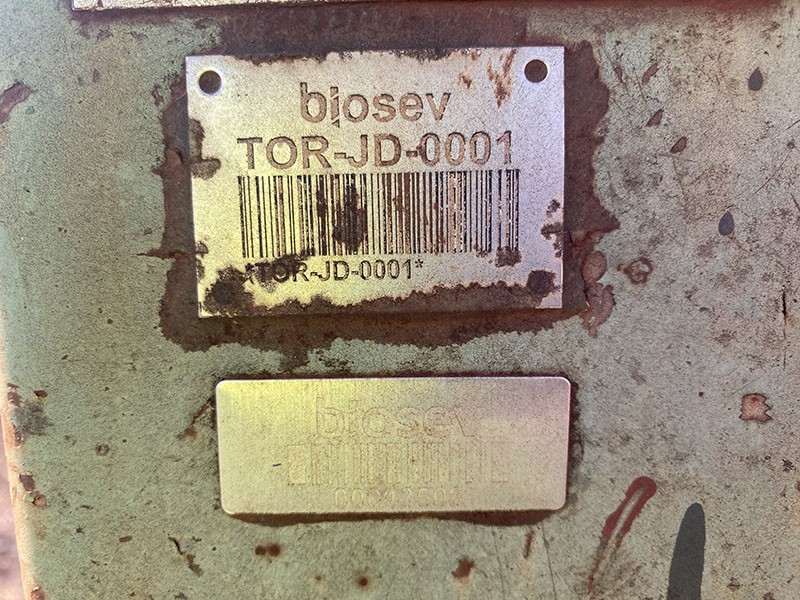 biosev
TOR-JD-0001
*TOR-JD-0001*
biosev